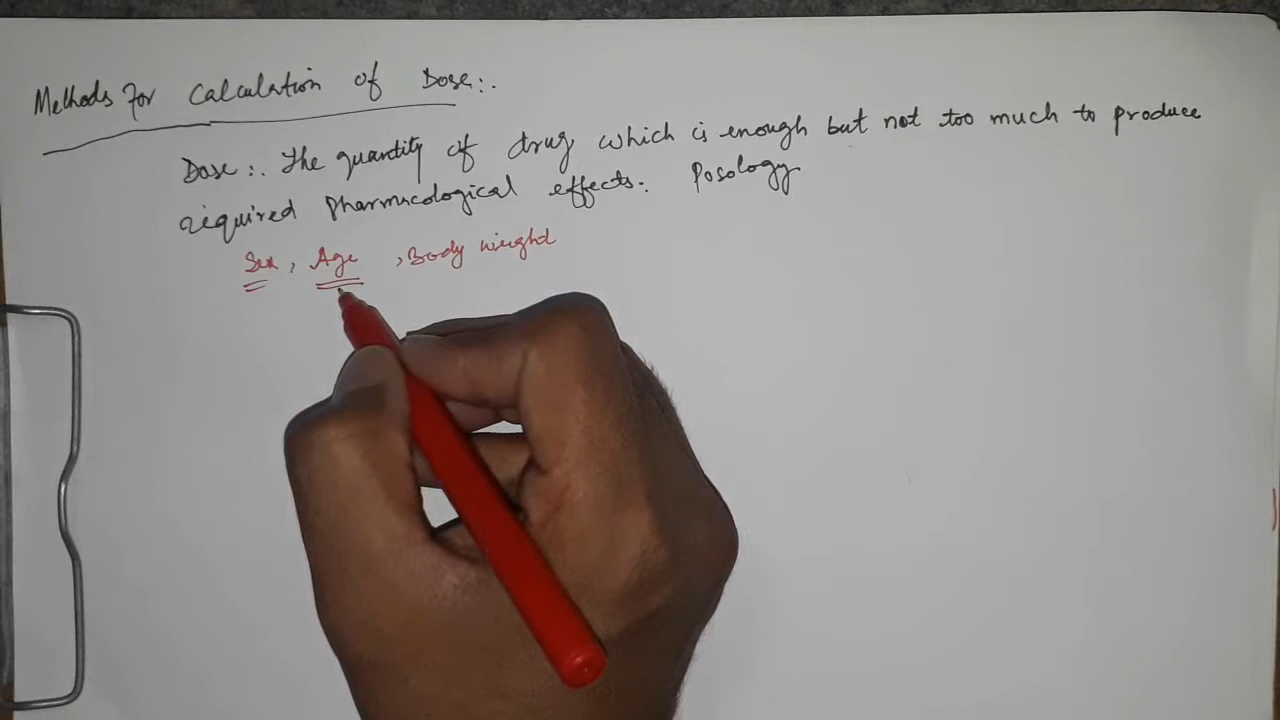 Methods For Calculation of Dose:.
Dose:. The quantity of drug which is enough but not too much to produce
required Pharmacological effects. Posology
Sex, Age, Body weight